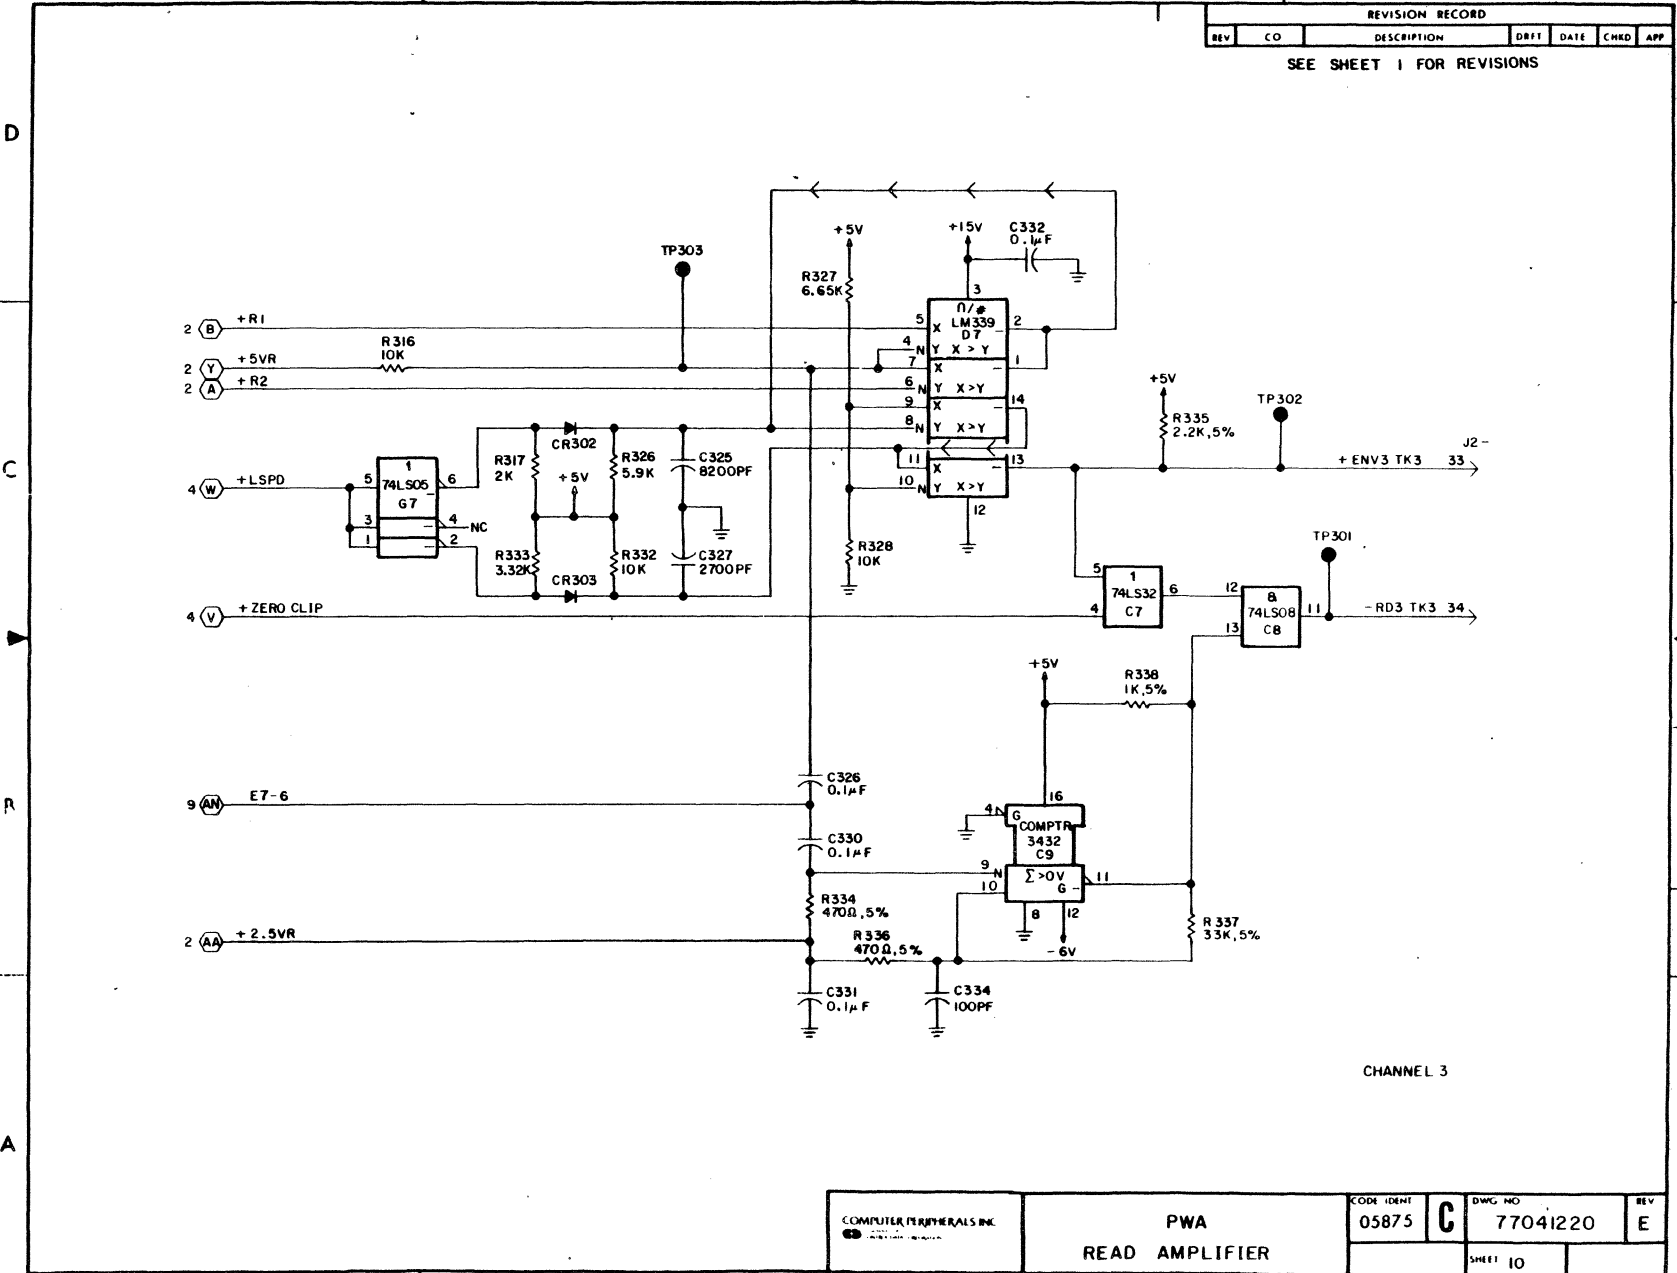 REVISION RECORD
REV CO DESCRIPTION DRFT DATE CHKD APP
SEE SHEET 1 FOR REVISIONS
D
+5V
+15V
C332
0.1µF
TP303
R327
6.65K
3
∩/#
LM339
D7
2 B +R1
5 X – 2
4 N Y X > Y
R316
10K
2 Y +5VR
7 X – 1
2 A +R2
6 N Y X>Y
9 X – 14
8 N Y X>Y
11 X – 13
10 N Y X>Y
12
+5V
R335
2.2K,5%
TP302
J2-
+ENV3 TK3 33
C
CR302
R317
2K
+5V
R326
5.9K
C325
8200PF
4 W +LSPD
5 1 6
74LS05
G7
3 4 NC
1 2
R333
3.32K
CR303
R332
10K
C327
2700PF
R328
10K
TP301
5 1 6
74LS32
C7
4
12 & 11
74LS08
C8
13
-RD3 TK3 34
4 V +ZERO CLIP
+5V
R338
1K,5%
C326
0.1µF
9 AN E7-6
C330
0.1µF
16
4 G
COMPTR
3432
C9
9 N
Σ>0V
10 G – 11
8 12
-6V
R334
470Ω,5%
R337
33K,5%
2 AA +2.5VR
R336
470Ω,5%
C331
0.1µF
C334
100PF
CHANNEL 3
A
COMPUTER PERIPHERALS INC
PWA
READ AMPLIFIER
CODE IDENT
05875
C
DWG NO
77041220
REV
E
SHEET 10